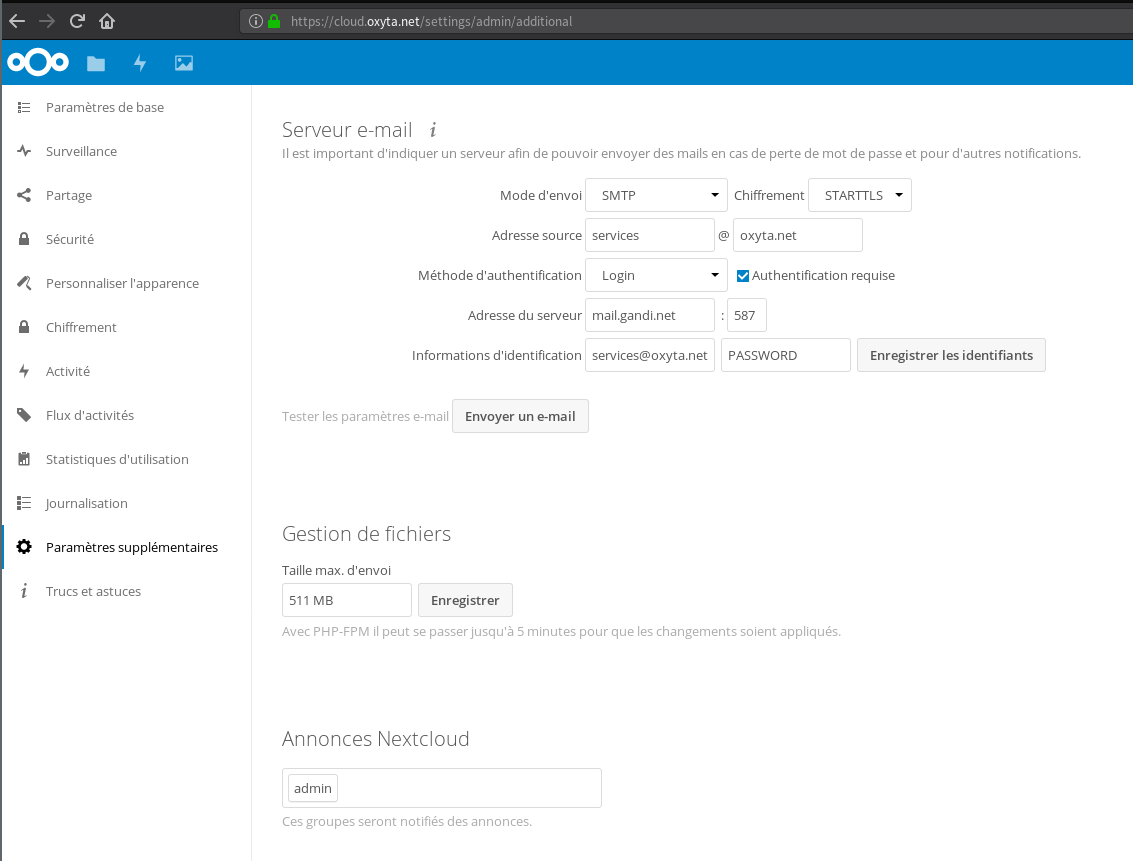 https://cloud.oxyta.net/settings/admin/additional
Paramètres de base
Surveillance
Partage
Sécurité
Personnaliser l'apparence
Chiffrement
Activité
Flux d'activités
Statistiques d'utilisation
Journalisation
Paramètres supplémentaires
Trucs et astuces
Serveur e-mail
Il est important d'indiquer un serveur afin de pouvoir envoyer des mails en cas de perte de mot de passe et pour d'autres notifications.
Mode d'envoi SMTP Chiffrement STARTTLS
Adresse source services @ oxyta.net
Méthode d'authentification Login Authentification requise
Adresse du serveur mail.gandi.net : 587
Informations d'identification services@oxyta.net PASSWORD Enregistrer les identifiants
Tester les paramètres e-mail Envoyer un e-mail
Gestion de fichiers
Taille max. d'envoi
511 MB Enregistrer
Avec PHP-FPM il peut se passer jusqu'à 5 minutes pour que les changements soient appliqués.
Annonces Nextcloud
admin
Ces groupes seront notifiés des annonces.